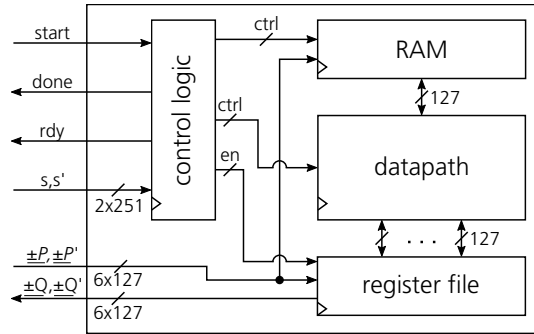 start
done
rdy
s,s'
2x251
±P,±P'
6x127
±Q,±Q'
6x127
control logic
ctrl
ctrl
en
RAM
127
datapath
. . .
127
register file